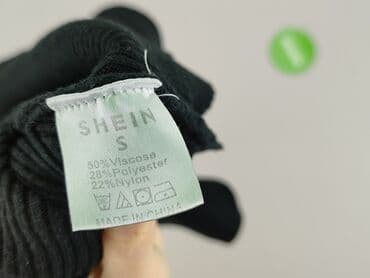 SHEIN
S
50%Viscose
28%Polyester
22%Nylon
MADE IN CHINA